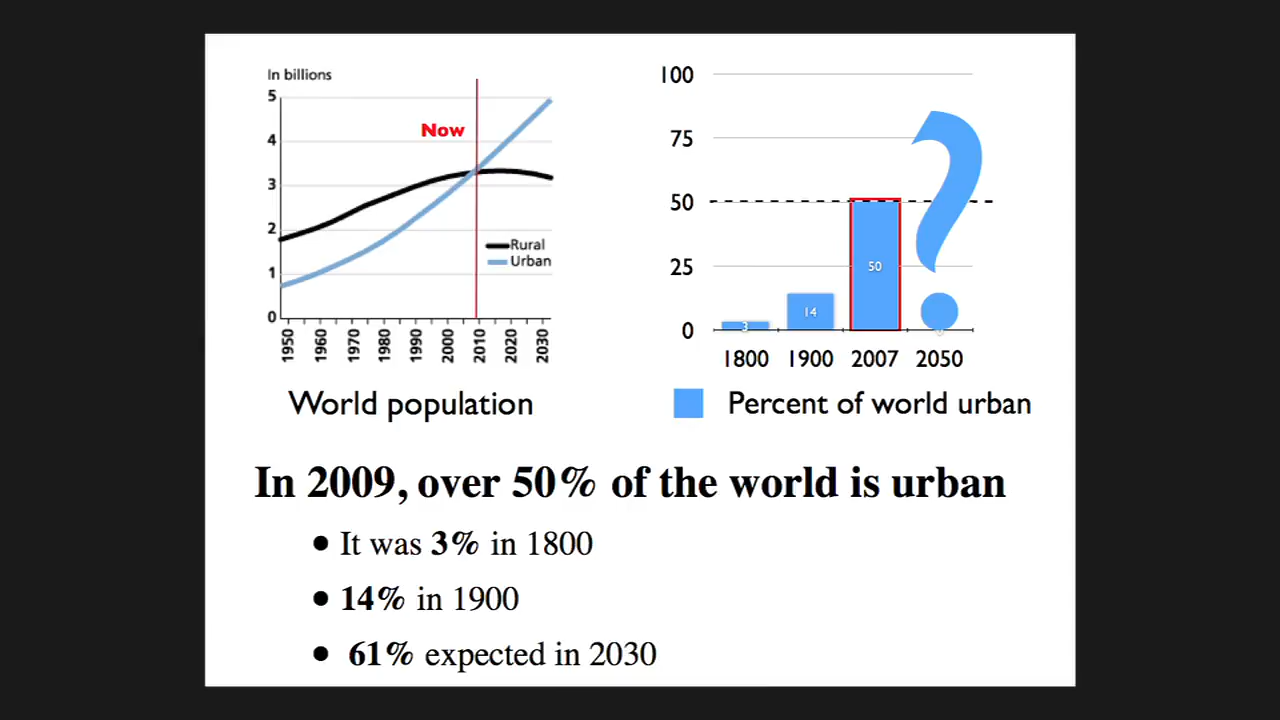 In billions
5
4
3
2
1
0
Now
Rural
Urban
1950 1960 1970 1980 1990 2000 2010 2020 2030
World population
100
75
50
25
0
3
14
50
0
?
1800 1900 2007 2050
Percent of world urban
In 2009, over 50% of the world is urban
• It was 3% in 1800
• 14% in 1900
• 61% expected in 2030